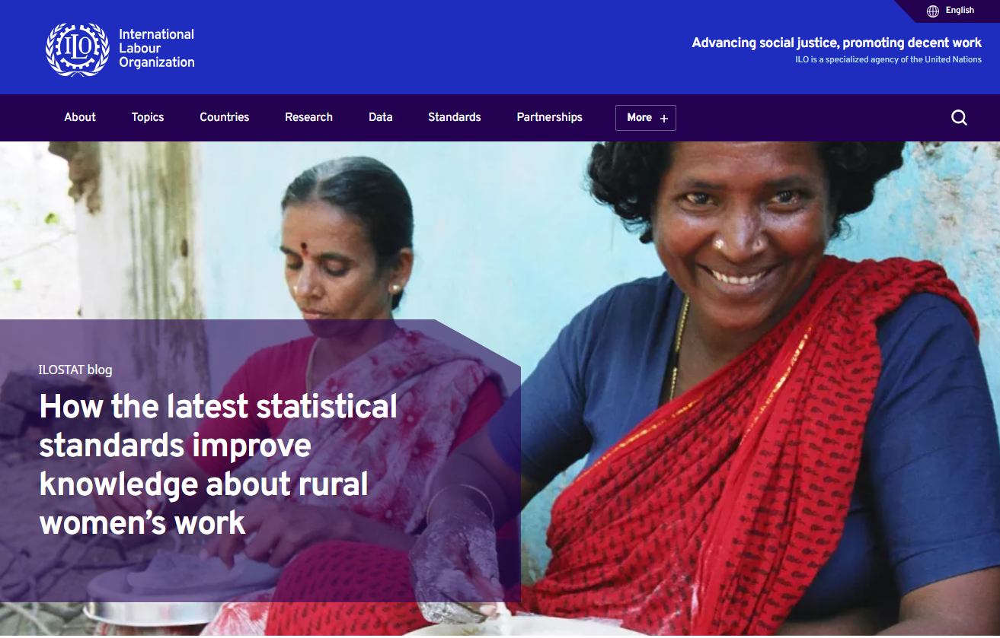 English
ILO
International
Labour
Organization
Advancing social justice, promoting decent work
ILO is a specialized agency of the United Nations
About
Topics
Countries
Research
Data
Standards
Partnerships
More +
ILOSTAT blog
How the latest statistical
standards improve
knowledge about rural
women’s work